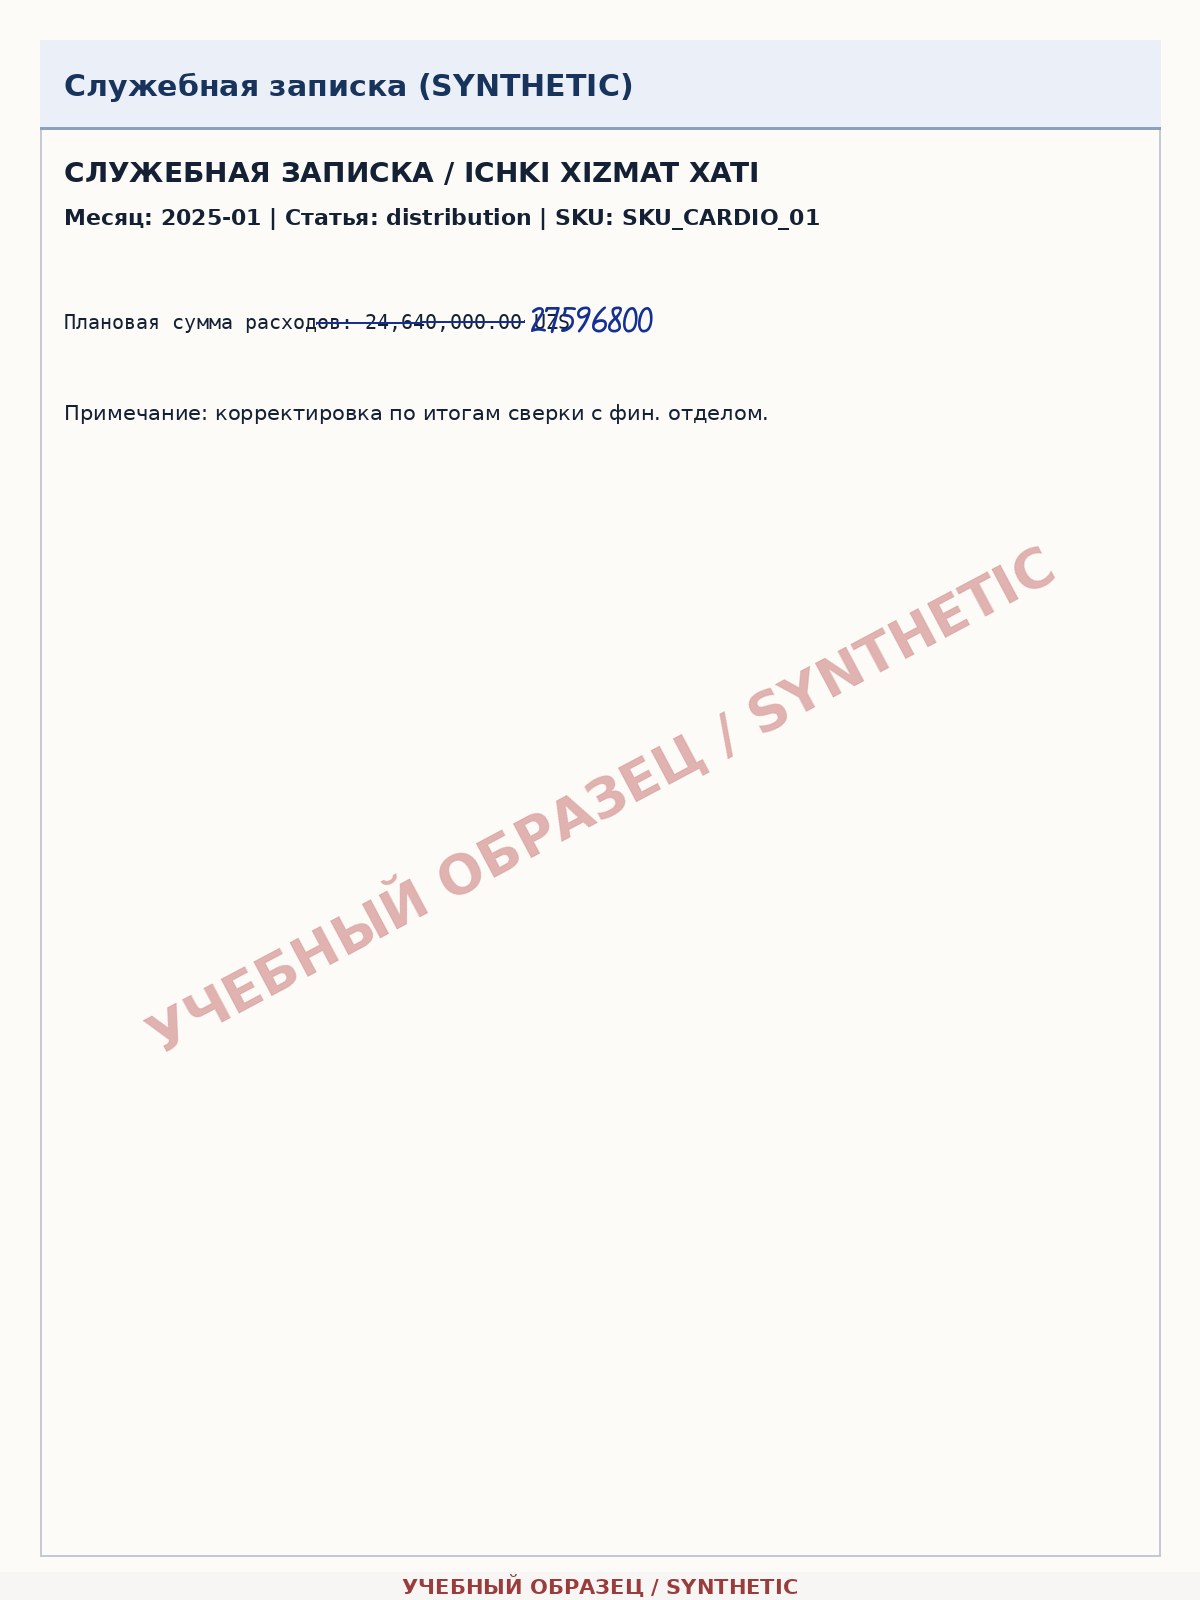 Служебная записка (SYNTHETIC)
СЛУЖЕБНАЯ ЗАПИСКА / ICHKI XIZMAT XATI
Месяц: 2025-01 | Статья: distribution | SKU: SKU_CARDIO_01
Плановая сумма расходов: 24,640,000.00 UZS 27596800
Примечание: корректировка по итогам сверки с фин. отделом.
УЧЕБНЫЙ ОБРАЗЕЦ / SYNTHETIC
УЧЕБНЫЙ ОБРАЗЕЦ / SYNTHETIC